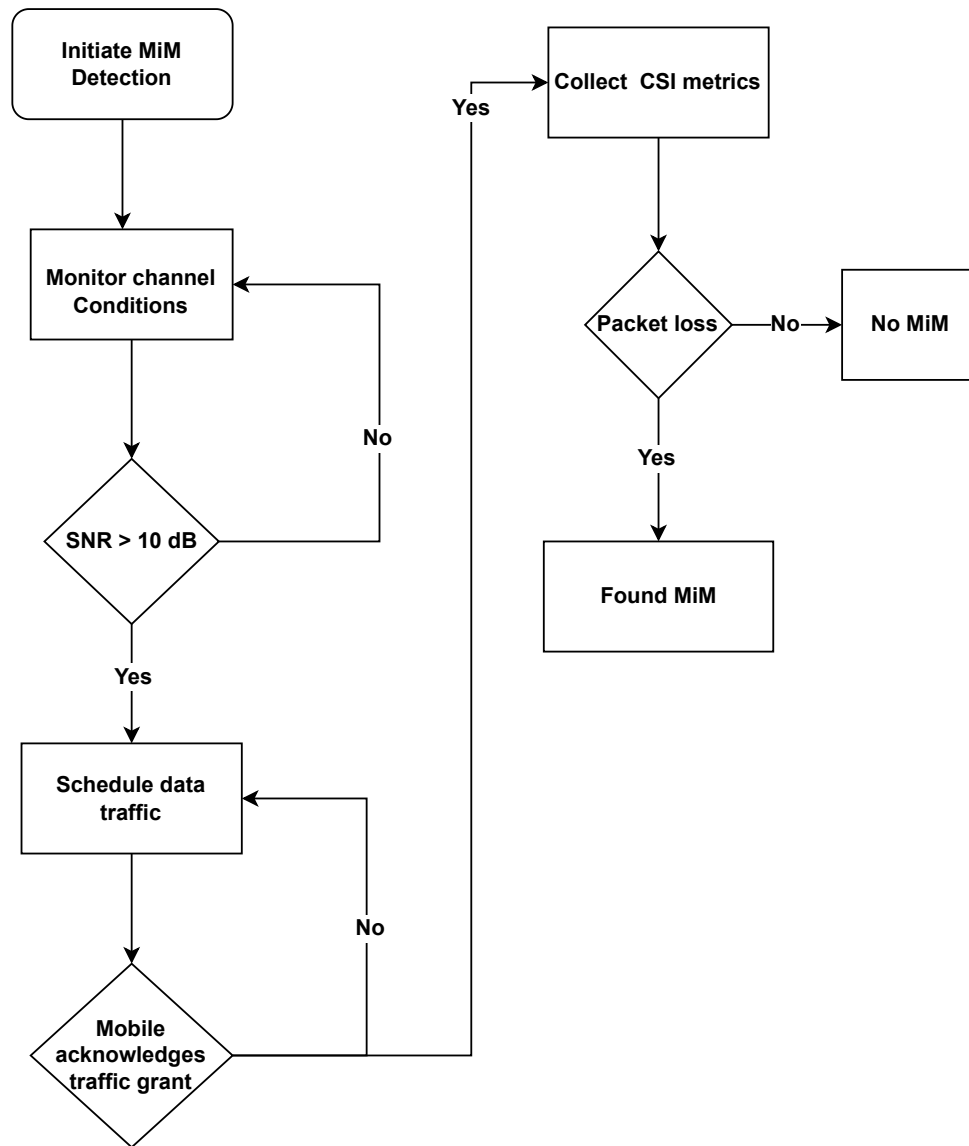 Initiate MiM
Detection
Monitor channel
Conditions
No
SNR > 10 dB
Yes
Schedule data
traffic
No
Mobile
acknowledges
traffic grant
Yes
Collect  CSI metrics
Packet loss
No
No MiM
Yes
Found MiM